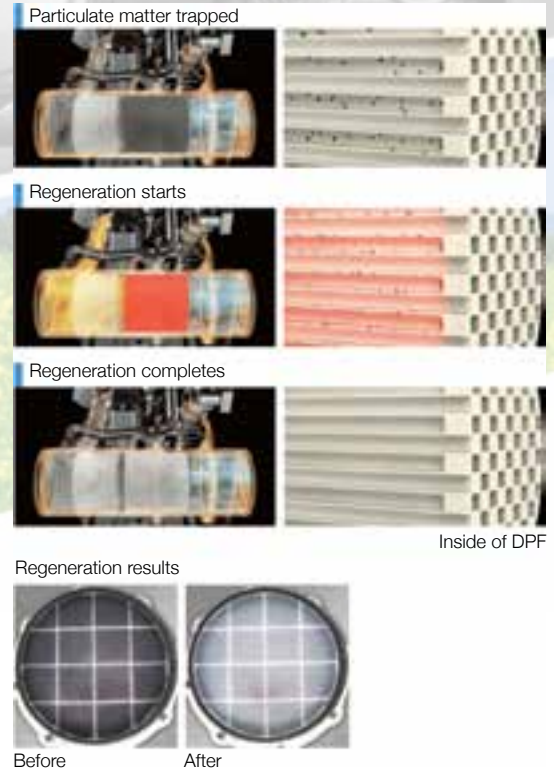 Particulate matter trapped
Regeneration starts
Regeneration completes
Inside of DPF
Regeneration results
Before
After